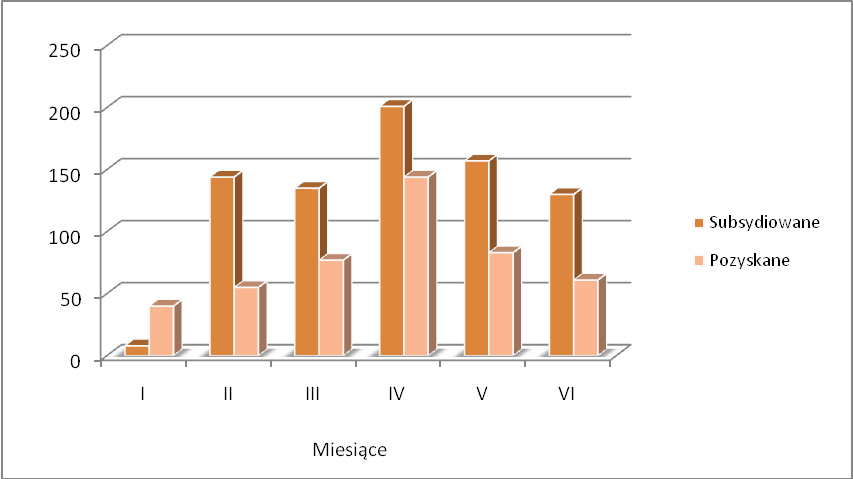 250
200
150
100
50
0
I II III IV V VI
Miesiące
Subsydiowane
Pozyskane